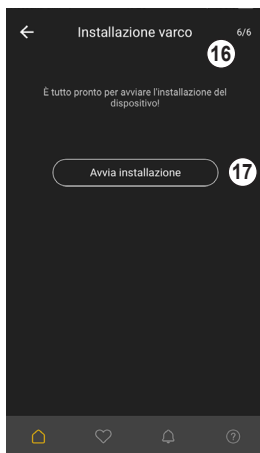 Installazione varco 6/6
16
È tutto pronto per avviare l'installazione del
dispositivo!
Avvia installazione 17
?